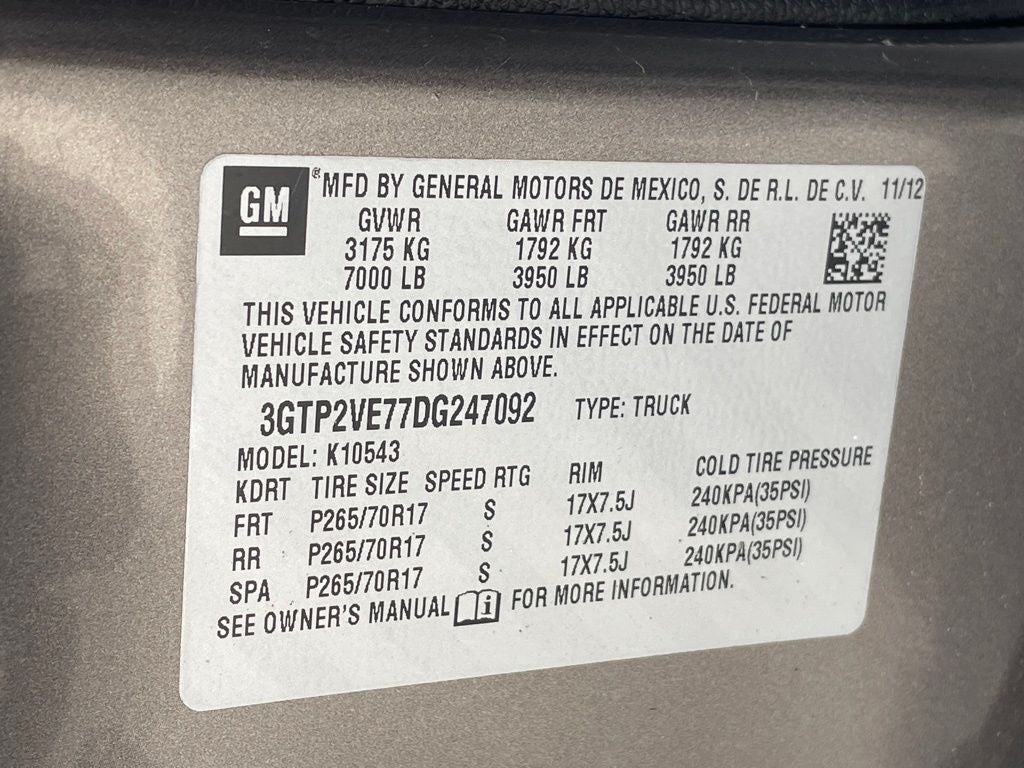 GM ® MFD BY GENERAL MOTORS DE MEXICO, S. DE R.L. DE C.V. 11/12
GVWR GAWR FRT GAWR RR
3175 KG 1792 KG 1792 KG
7000 LB 3950 LB 3950 LB
THIS VEHICLE CONFORMS TO ALL APPLICABLE U.S. FEDERAL MOTOR
VEHICLE SAFETY STANDARDS IN EFFECT ON THE DATE OF
MANUFACTURE SHOWN ABOVE.
3GTP2VE77DG247092 TYPE: TRUCK
MODEL: K10543
KDRT TIRE SIZE SPEED RTG RIM COLD TIRE PRESSURE
FRT P265/70R17 S 17X7.5J 240KPA(35PSI)
RR P265/70R17 S 17X7.5J 240KPA(35PSI)
SPA P265/70R17 S 17X7.5J 240KPA(35PSI)
SEE OWNER'S MANUAL i FOR MORE INFORMATION.